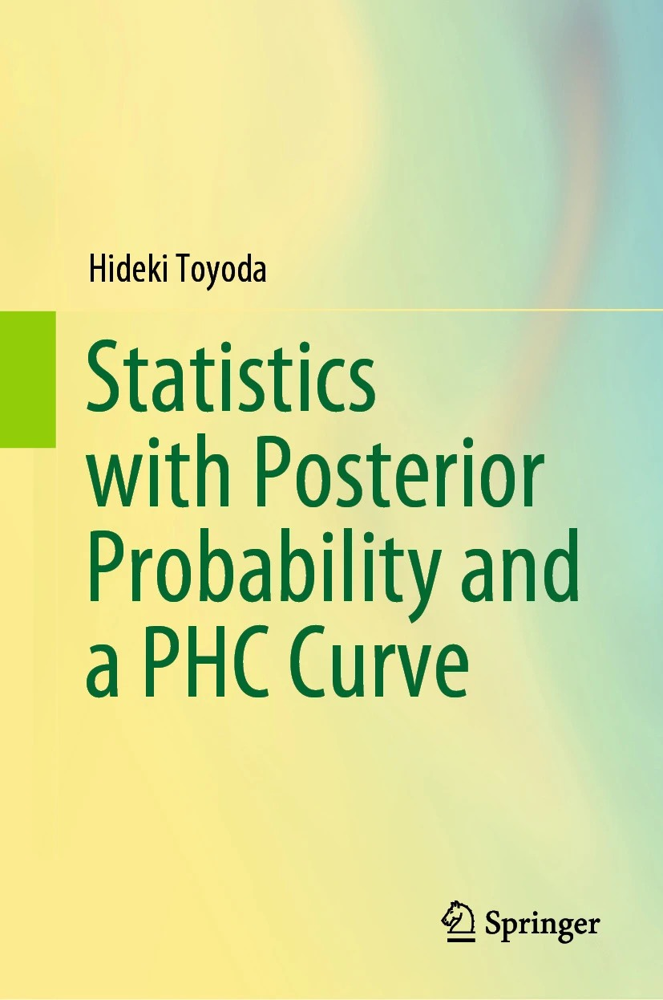 Hideki Toyoda
Statistics
with Posterior
Probability and
a PHC Curve
Springer